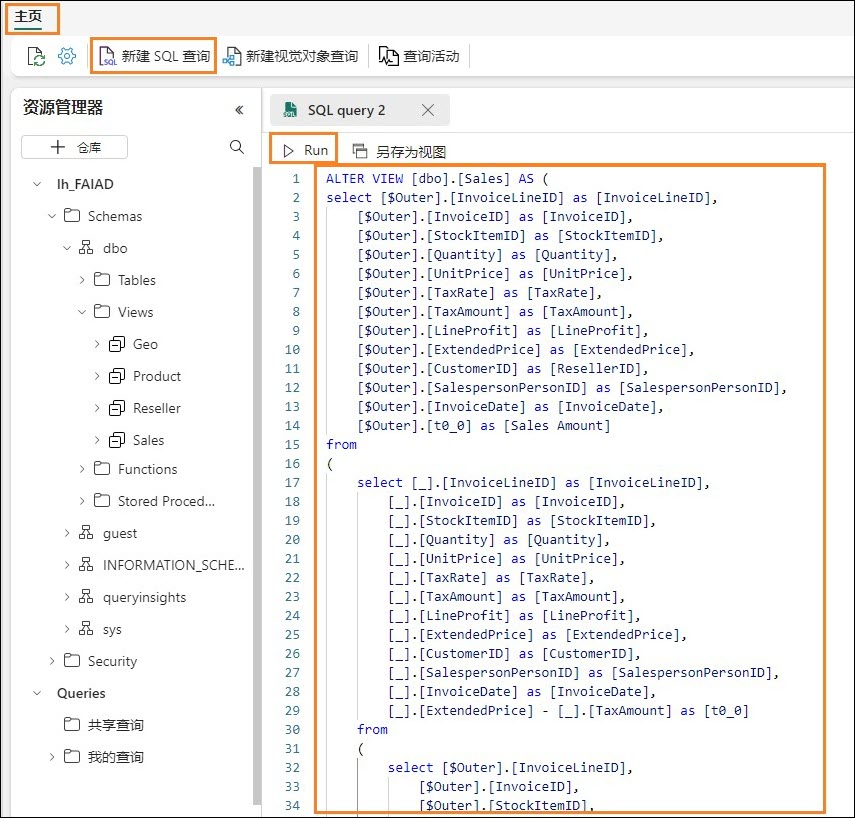 主页
新建 SQL 查询
新建视觉对象查询
查询活动
资源管理器
仓库
lh_FAIAD
Schemas
dbo
Tables
Views
Geo
Product
Reseller
Sales
Functions
Stored Proced...
guest
INFORMATION_SCHE...
queryinsights
sys
Security
Queries
共享查询
我的查询
SQL query 2
Run
另存为视图
1 ALTER VIEW [dbo].[Sales] AS (
2 select [$Outer].[InvoiceLineID] as [InvoiceLineID],
3 [$Outer].[InvoiceID] as [InvoiceID],
4 [$Outer].[StockItemID] as [StockItemID],
5 [$Outer].[Quantity] as [Quantity],
6 [$Outer].[UnitPrice] as [UnitPrice],
7 [$Outer].[TaxRate] as [TaxRate],
8 [$Outer].[TaxAmount] as [TaxAmount],
9 [$Outer].[LineProfit] as [LineProfit],
10 [$Outer].[ExtendedPrice] as [ExtendedPrice],
11 [$Outer].[CustomerID] as [ResellerID],
12 [$Outer].[SalespersonPersonID] as [SalespersonPersonID],
13 [$Outer].[InvoiceDate] as [InvoiceDate],
14 [$Outer].[t0_0] as [Sales Amount]
15 from
16 (
17 select [_].[InvoiceLineID] as [InvoiceLineID],
18 [_].[InvoiceID] as [InvoiceID],
19 [_].[StockItemID] as [StockItemID],
20 [_].[Quantity] as [Quantity],
21 [_].[UnitPrice] as [UnitPrice],
22 [_].[TaxRate] as [TaxRate],
23 [_].[TaxAmount] as [TaxAmount],
24 [_].[LineProfit] as [LineProfit],
25 [_].[ExtendedPrice] as [ExtendedPrice],
26 [_].[CustomerID] as [CustomerID],
27 [_].[SalespersonPersonID] as [SalespersonPersonID],
28 [_].[InvoiceDate] as [InvoiceDate],
29 [_].[ExtendedPrice] - [_].[TaxAmount] as [t0_0]
30 from
31 (
32 select [$Outer].[InvoiceLineID],
33 [$Outer].[InvoiceID],
34 [$Outer].[StockItemID],